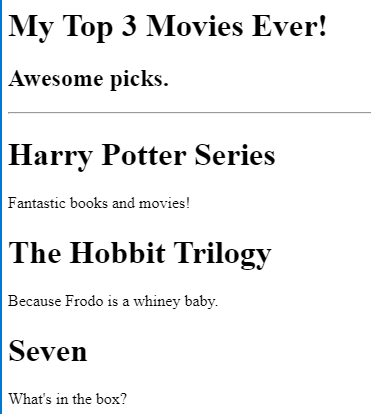 My Top 3 Movies Ever!
Awesome picks.
Harry Potter Series
Fantastic books and movies!
The Hobbit Trilogy
Because Frodo is a whiney baby.
Seven
What's in the box?